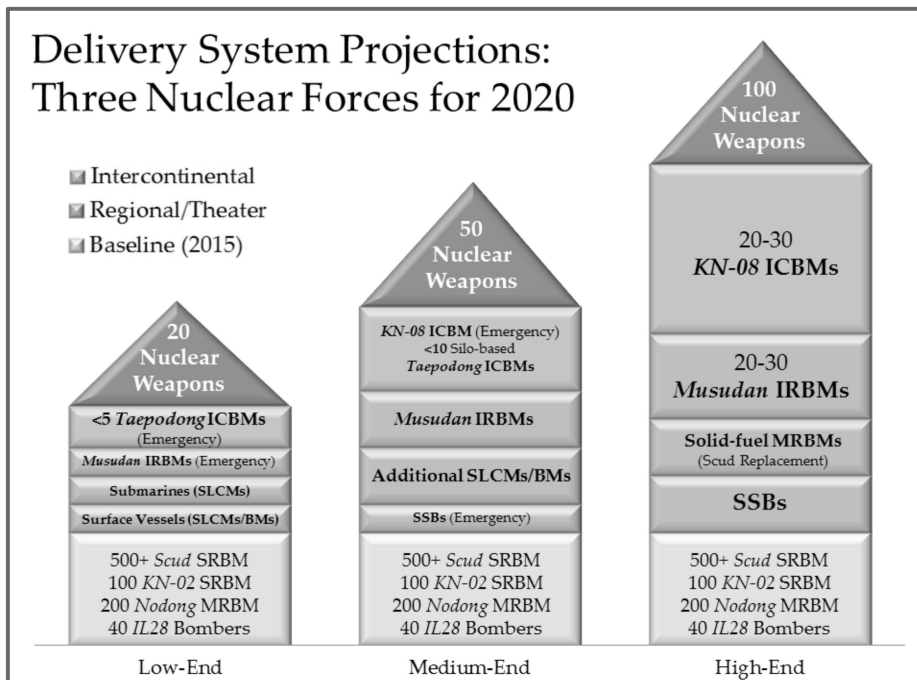 Delivery System Projections:
Three Nuclear Forces for 2020
Intercontinental
Regional/Theater
Baseline (2015)
20
Nuclear
Weapons
<5 Taepodong ICBMs
(Emergency)
Musudan IRBMs (Emergency)
Submarines (SLCMs)
Surface Vessels (SLCMs/BMs)
500+ Scud SRBM
100 KN-02 SRBM
200 Nodong MRBM
40 IL28 Bombers
Low-End
50
Nuclear
Weapons
KN-08 ICBM (Emergency)
<10 Silo-based
Taepodong ICBMs
Musudan IRBMs
Additional SLCMs/BMs
SSBs (Emergency)
500+ Scud SRBM
100 KN-02 SRBM
200 Nodong MRBM
40 IL28 Bombers
Medium-End
100
Nuclear
Weapons
20-30
KN-08 ICBMs
20-30
Musudan IRBMs
Solid-fuel MRBMs
(Scud Replacement)
SSBs
500+ Scud SRBM
100 KN-02 SRBM
200 Nodong MRBM
40 IL28 Bombers
High-End